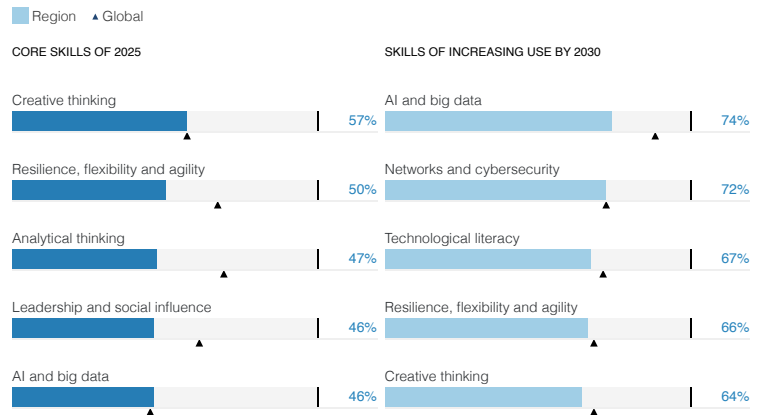 Region Global
CORE SKILLS OF 2025
Creative thinking
57%
Resilience, flexibility and agility
50%
Analytical thinking
47%
Leadership and social influence
46%
AI and big data
46%
SKILLS OF INCREASING USE BY 2030
AI and big data
74%
Networks and cybersecurity
72%
Technological literacy
67%
Resilience, flexibility and agility
66%
Creative thinking
64%